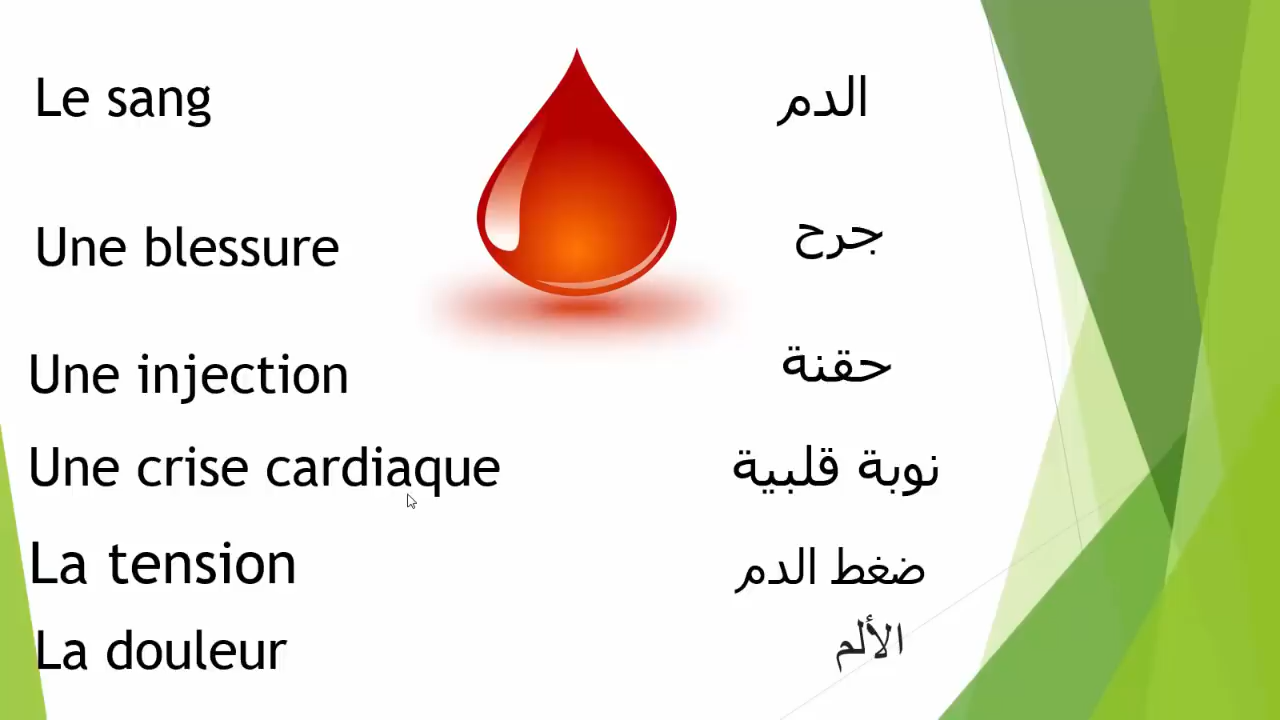 Le sang الدم
Une blessure جرح
Une injection حقنة
Une crise cardiaque نوبة قلبية
La tension ضغط الدم
La douleur الألم